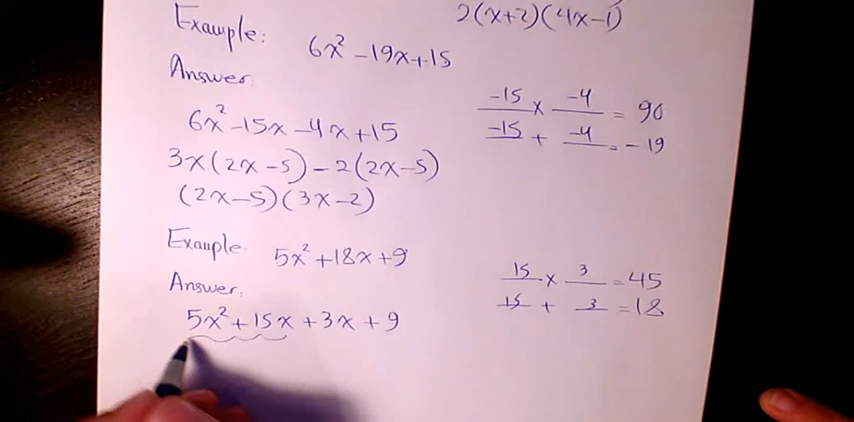 2(x+2)(4x-1)
Example: 6x² -19x+15
Answer
6x²-15x-4x+15
-15 x -4 = 90
-15 + -4 = -19
3x(2x-5)-2(2x-5)
(2x-5)(3x-2)
Example: 5x²+18x+9
Answer:
15 x 3 = 45
15 + 3 = 18
5x²+15x+3x+9